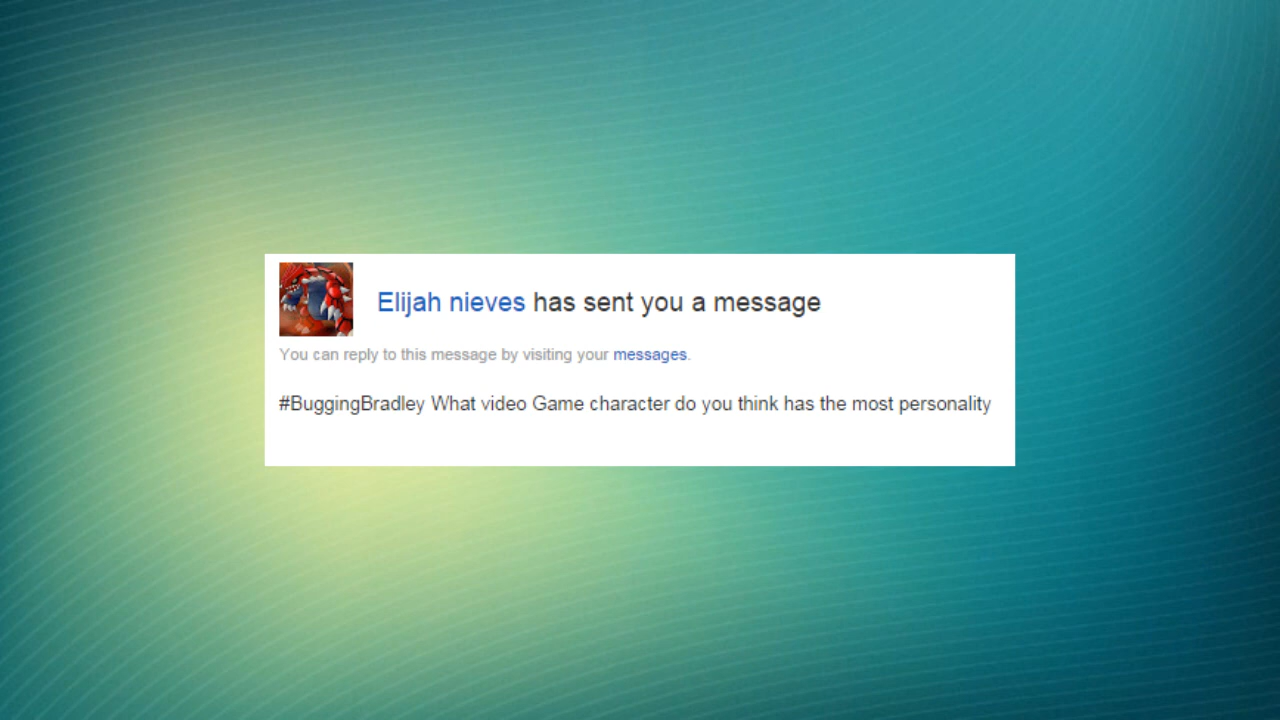 Elijah nieves has sent you a message
You can reply to this message by visiting your messages.
#BuggingBradley What video Game character do you think has the most personality